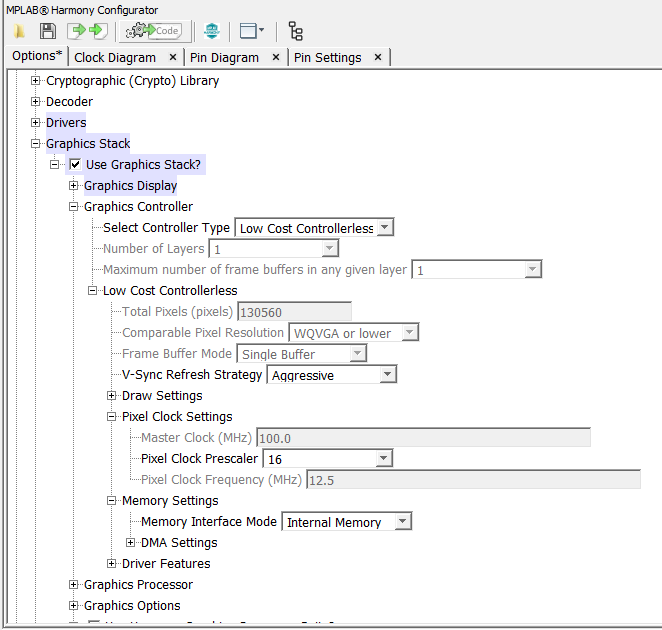 MPLAB® Harmony Configurator
Code
Options* Clock Diagram × Pin Diagram × Pin Settings ×
Cryptographic (Crypto) Library
Decoder
Drivers
Graphics Stack
Use Graphics Stack?
Graphics Display
Graphics Controller
Select Controller Type Low Cost Controllerless
Number of Layers 1
Maximum number of frame buffers in any given layer 1
Low Cost Controllerless
Total Pixels (pixels) 130560
Comparable Pixel Resolution WQVGA or lower
Frame Buffer Mode Single Buffer
V-Sync Refresh Strategy Aggressive
Draw Settings
Pixel Clock Settings
Master Clock (MHz) 100.0
Pixel Clock Prescaler 16
Pixel Clock Frequency (MHz) 12.5
Memory Settings
Memory Interface Mode Internal Memory
DMA Settings
Driver Features
Graphics Processor
Graphics Options